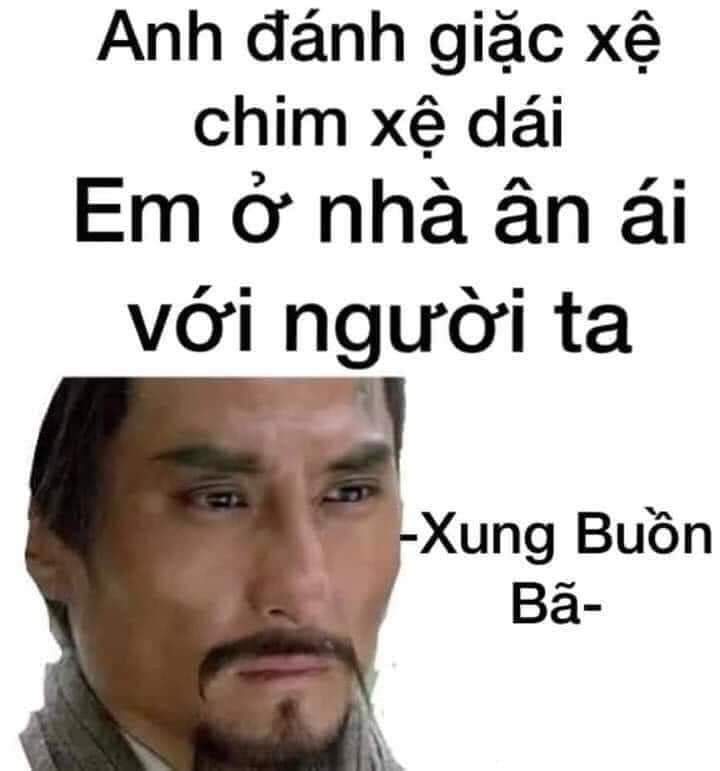 Anh đánh giặc xệ
chim xệ dái
Em ở nhà ân ái
với người ta
-Xung Buồn
Bã-